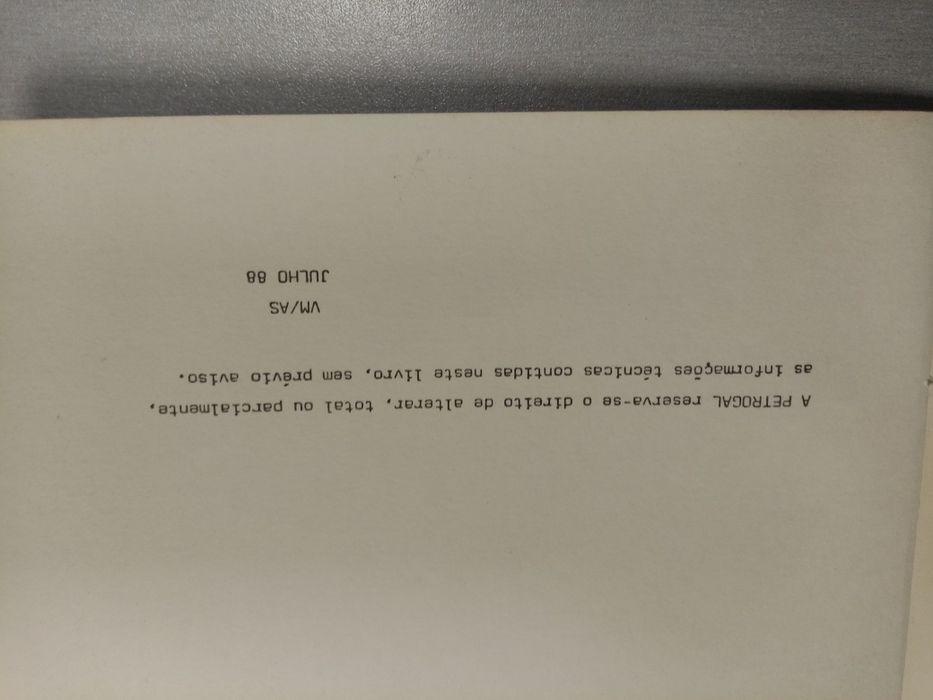 A PETROGAL reserva-se o direito de alterar, total ou parcialmente,
as informações técnicas contidas neste livro, sem prévio aviso.
VM/AS
JULHO 88